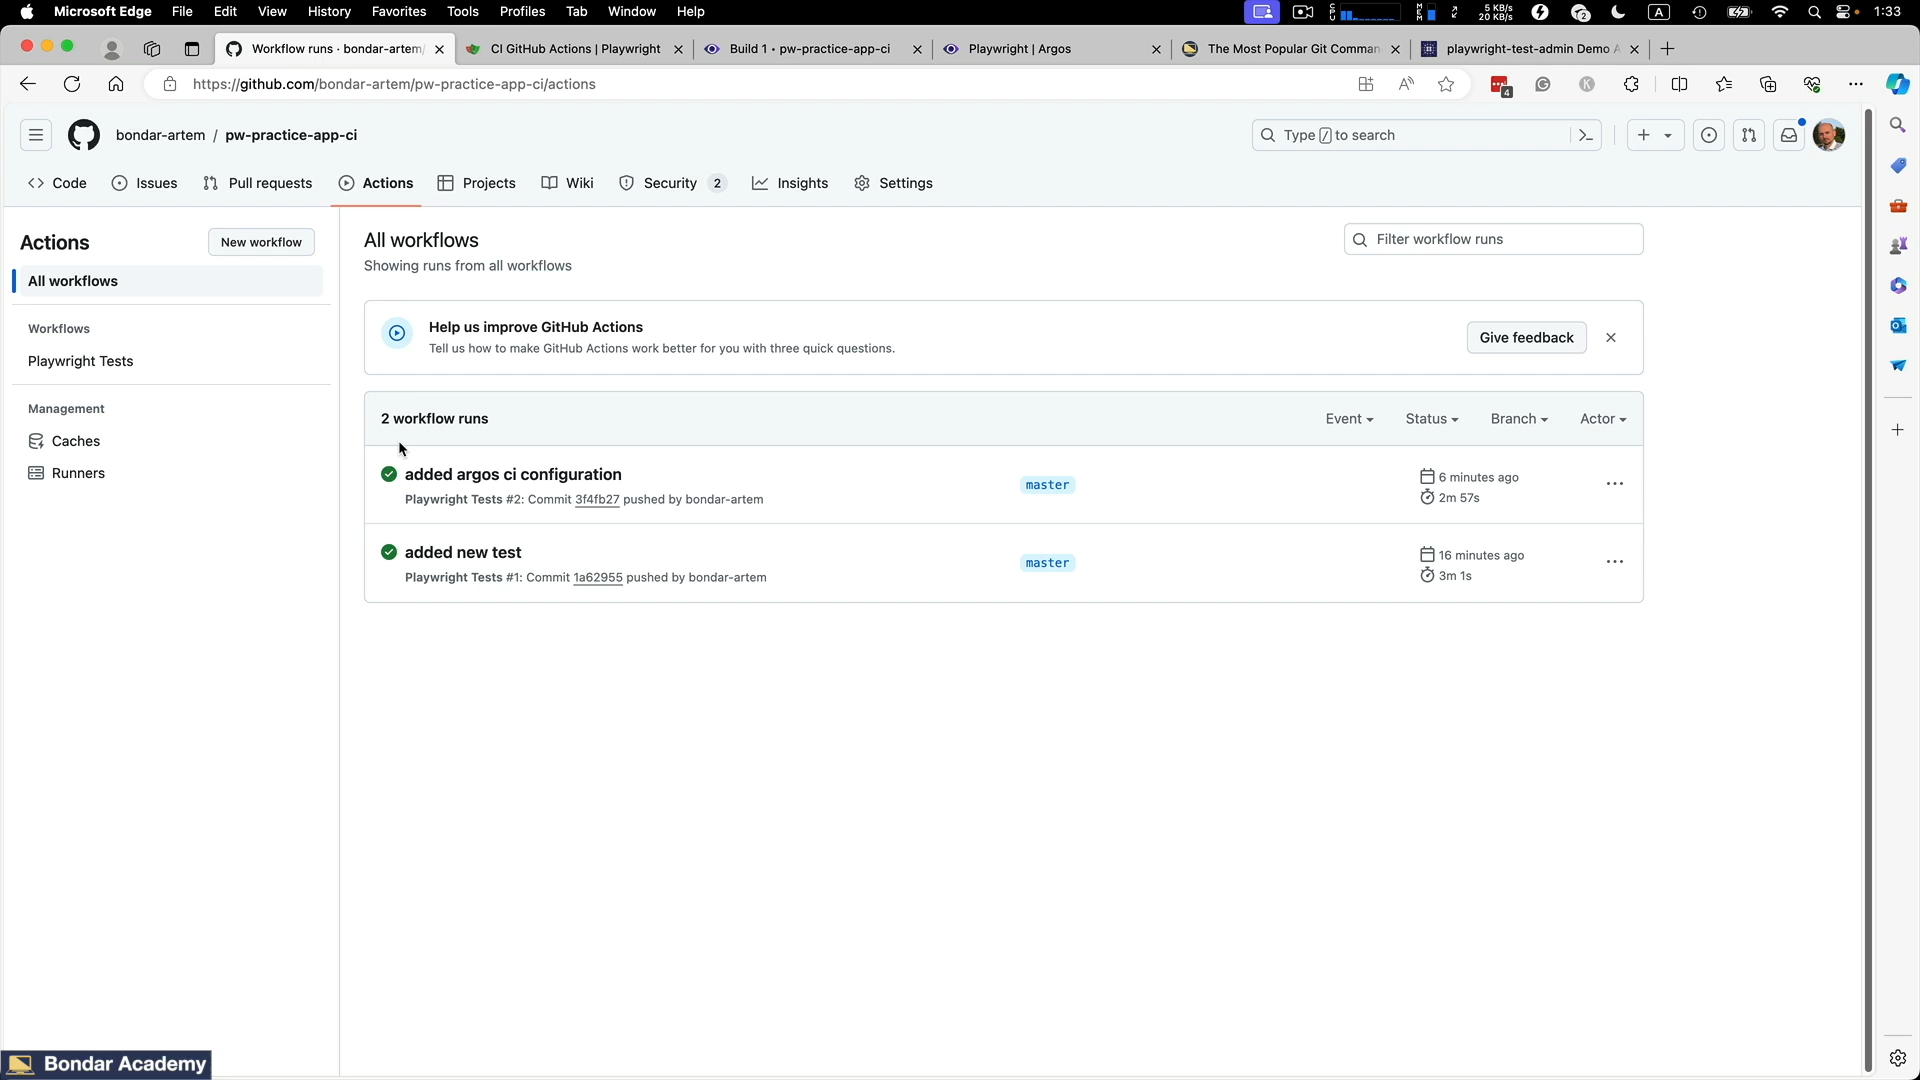 Microsoft Edge File Edit View History Favorites Tools Profiles Tab Window Help
5 KB/s
20 KB/s
2
A
1:33
Workflow runs · bondar-artem/
CI GitHub Actions | Playwright
Build 1 • pw-practice-app-ci
Playwright | Argos
The Most Popular Git Comman
playwright-test-admin Demo A
https://github.com/bondar-artem/pw-practice-app-ci/actions
4
K
bondar-artem / pw-practice-app-ci
Type / to search
Code
Issues
Pull requests
Actions
Projects
Wiki
Security 2
Insights
Settings
Actions
New workflow
All workflows
Workflows
Playwright Tests
Management
Caches
Runners
All workflows
Showing runs from all workflows
Filter workflow runs
Help us improve GitHub Actions
Tell us how to make GitHub Actions work better for you with three quick questions.
Give feedback
2 workflow runs
Event
Status
Branch
Actor
added argos ci configuration
Playwright Tests #2: Commit 3f4fb27 pushed by bondar-artem
master
6 minutes ago
2m 57s
added new test
Playwright Tests #1: Commit 1a62955 pushed by bondar-artem
master
16 minutes ago
3m 1s
Bondar Academy